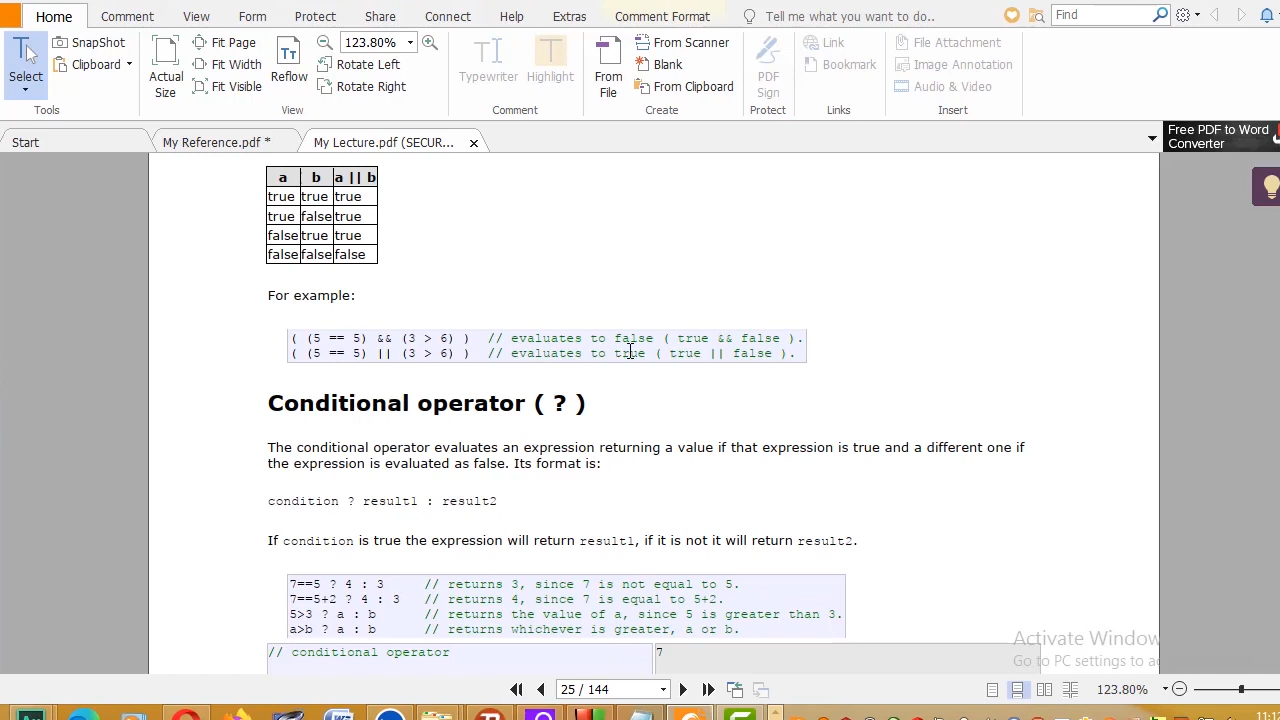 Home Comment View Form Protect Share Connect Help Extras Comment Format Tell me what you want to do.. Find
Select
SnapShot
Clipboard
Actual Size
Fit Page
Fit Width
Fit Visible
Reflow
123.80%
Rotate Left
Rotate Right
Typewriter
Highlight
From File
From Scanner
Blank
From Clipboard
PDF Sign
Link
Bookmark
File Attachment
Image Annotation
Audio & Video
Tools View Comment Create Protect Links Insert
Start My Reference.pdf * My Lecture.pdf (SECUR...
Free PDF to Word
Converter
a b a || b
true true true
true false true
false true true
false false false
For example:
( (5 == 5) && (3 > 6) ) // evaluates to false ( true && false ).
( (5 == 5) || (3 > 6) ) // evaluates to true ( true || false ).
Conditional operator ( ? )
The conditional operator evaluates an expression returning a value if that expression is true and a different one if
the expression is evaluated as false. Its format is:
condition ? result1 : result2
If condition is true the expression will return result1, if it is not it will return result2.
7==5 ? 4 : 3 // returns 3, since 7 is not equal to 5.
7==5+2 ? 4 : 3 // returns 4, since 7 is equal to 5+2.
5>3 ? a : b // returns the value of a, since 5 is greater than 3.
a>b ? a : b // returns whichever is greater, a or b.
// conditional operator 7
Activate Window
Go to PC settings to a
25 / 144
123.80%